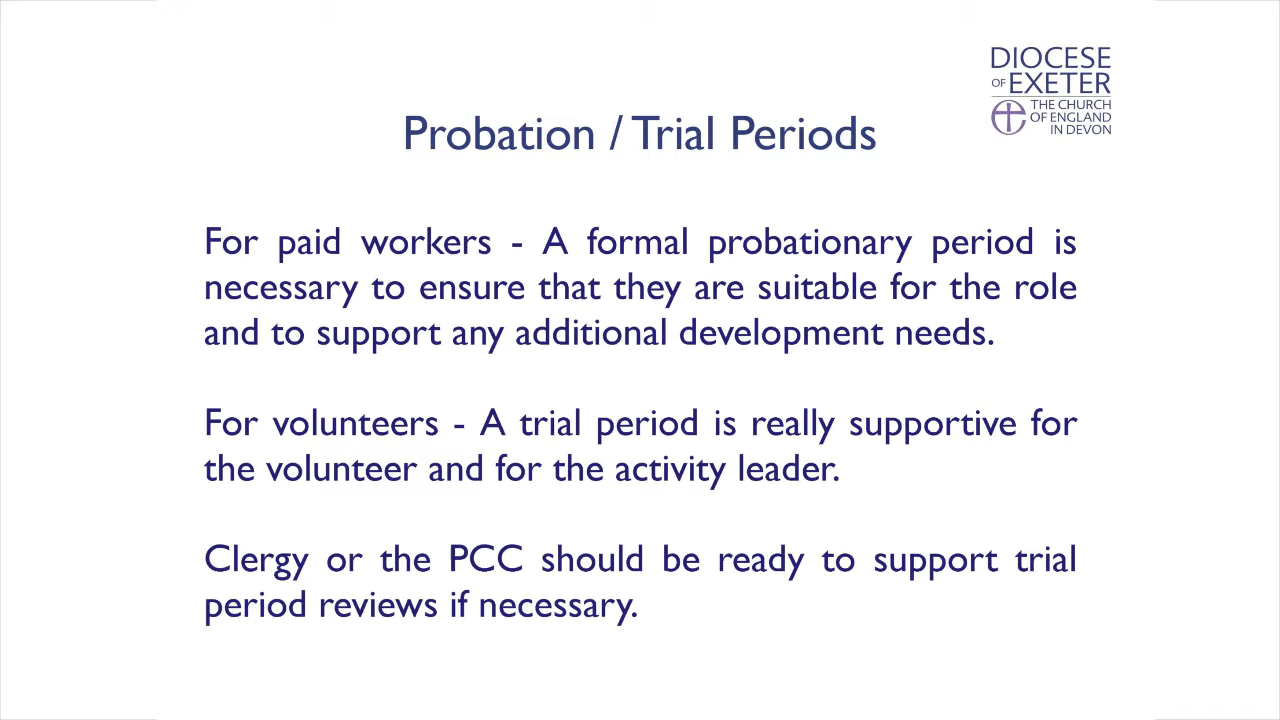 DIOCESE
OF EXETER
THE CHURCH
OF ENGLAND
IN DEVON
Probation / Trial Periods
For paid workers - A formal probationary period is
necessary to ensure that they are suitable for the role
and to support any additional development needs.
For volunteers - A trial period is really supportive for
the volunteer and for the activity leader.
Clergy or the PCC should be ready to support trial
period reviews if necessary.